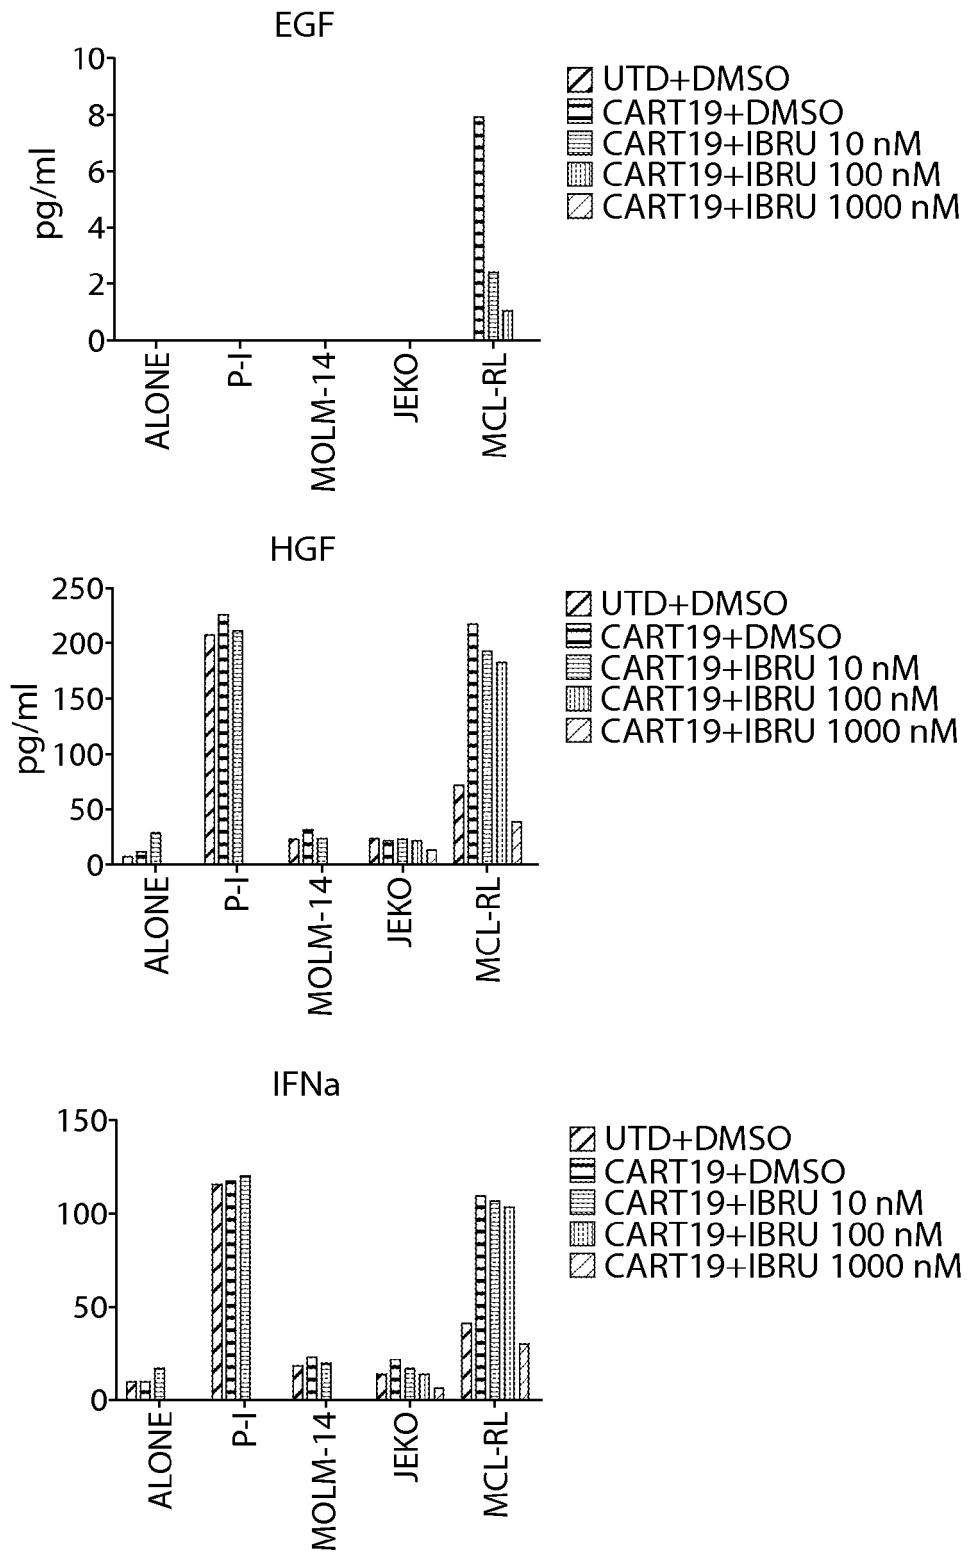 EGF
10
8
6
4
2
0
pg/ml
ALONE
P-I
MOLM-14
JEKO
MCL-RL
UTD+DMSO
CART19+DMSO
CART19+IBRU 10 nM
CART19+IBRU 100 nM
CART19+IBRU 1000 nM
HGF
250
200
150
100
50
0
pg/ml
ALONE
P-I
MOLM-14
JEKO
MCL-RL
UTD+DMSO
CART19+DMSO
CART19+IBRU 10 nM
CART19+IBRU 100 nM
CART19+IBRU 1000 nM
IFNa
150
100
50
0
ALONE
P-I
MOLM-14
JEKO
MCL-RL
UTD+DMSO
CART19+DMSO
CART19+IBRU 10 nM
CART19+IBRU 100 nM
CART19+IBRU 1000 nM